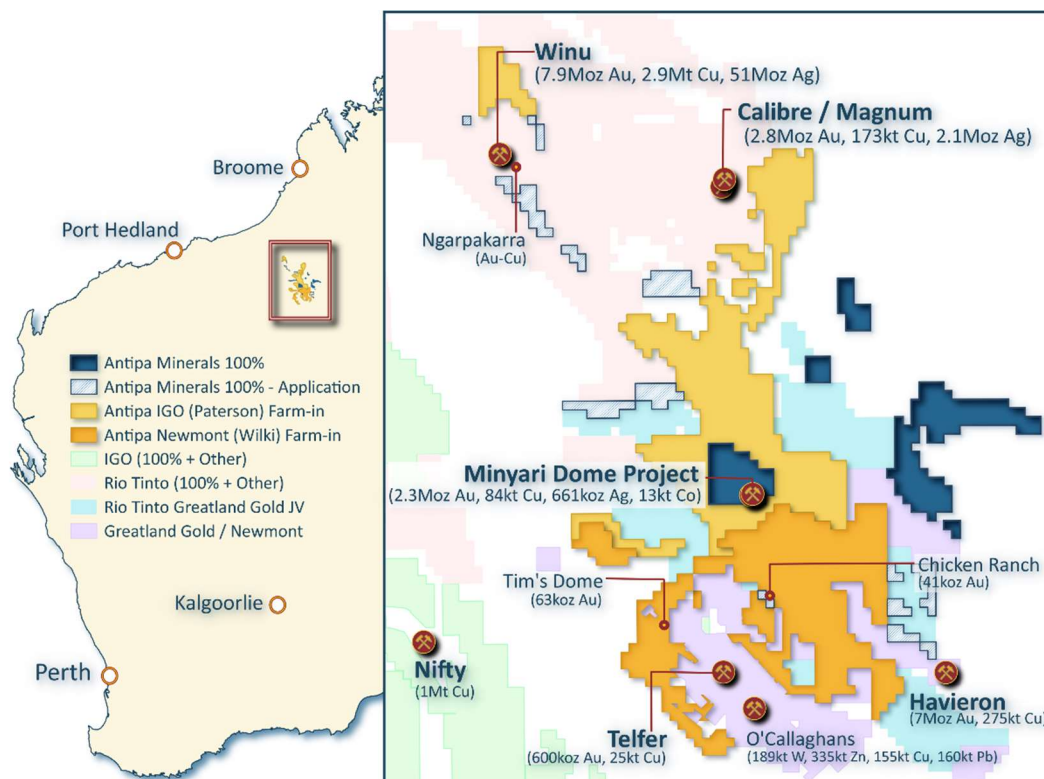 Broome
Port Hedland
Antipa Minerals 100%
Antipa Minerals 100% - Application
Antipa IGO (Paterson) Farm-in
Antipa Newmont (Wilki) Farm-in
IGO (100% + Other)
Rio Tinto (100% + Other)
Rio Tinto Greatland Gold JV
Greatland Gold / Newmont
Kalgoorlie
Perth
Winu
(7.9Moz Au, 2.9Mt Cu, 51Moz Ag)
Calibre / Magnum
(2.8Moz Au, 173kt Cu, 2.1Moz Ag)
Ngarpakarra
(Au-Cu)
Minyari Dome Project
(2.3Moz Au, 84kt Cu, 661koz Ag, 13kt Co)
Tim's Dome
(63koz Au)
Chicken Ranch
(41koz Au)
Nifty
(1Mt Cu)
Telfer
(600koz Au, 25kt Cu)
O'Callaghans
(189kt W, 335kt Zn, 155kt Cu, 160kt Pb)
Havieron
(7Moz Au, 275kt Cu)